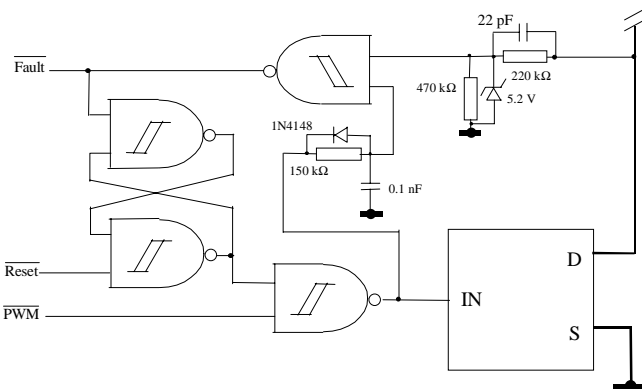 22 pF
Fault
470 kΩ
220 kΩ
5.2 V
1N4148
150 kΩ
0.1 nF
Reset
PWM
IN
D
S